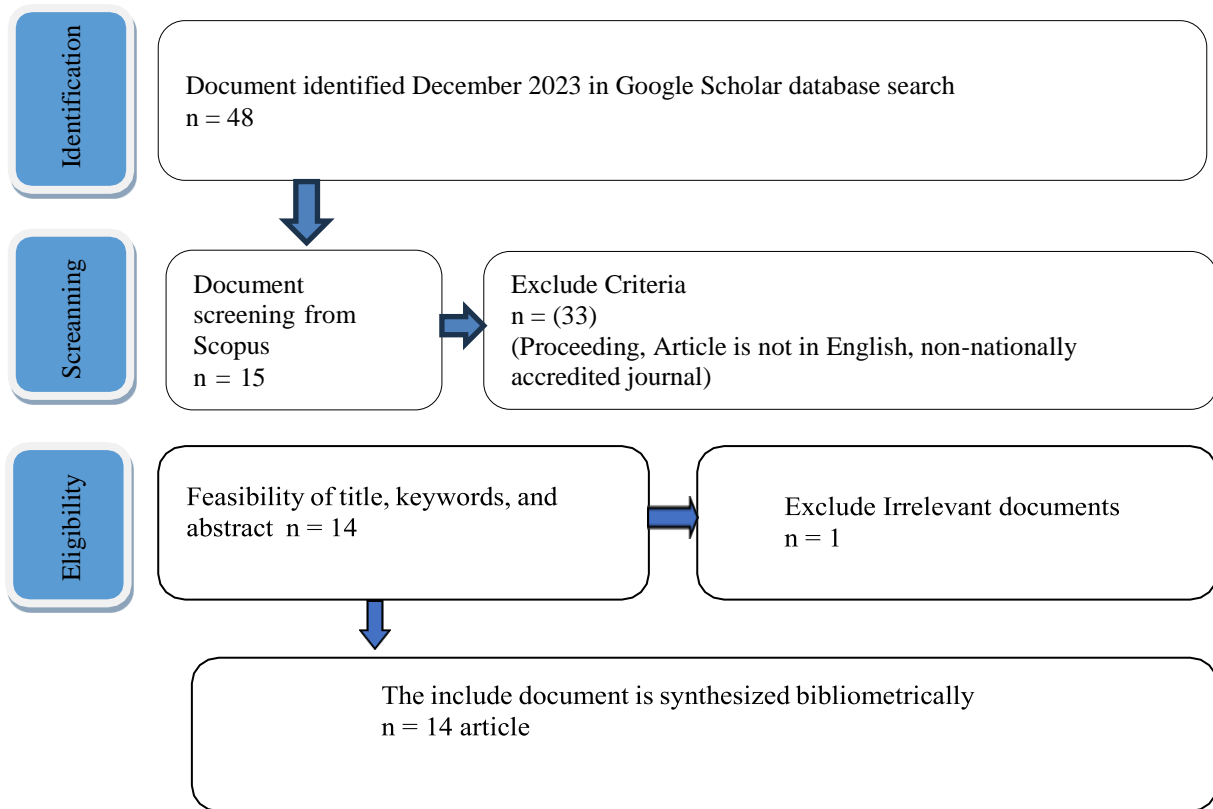 Identification
Document identified December 2023 in Google Scholar database search
n = 48
Screanning
Document
screening from
Scopus
n = 15
Exclude Criteria
n = (33)
(Proceeding, Article is not in English, non-nationally
accredited journal)
Eligibility
Feasibility of title, keywords, and
abstract n = 14
Exclude Irrelevant documents
n = 1
The include document is synthesized bibliometrically
n = 14 article